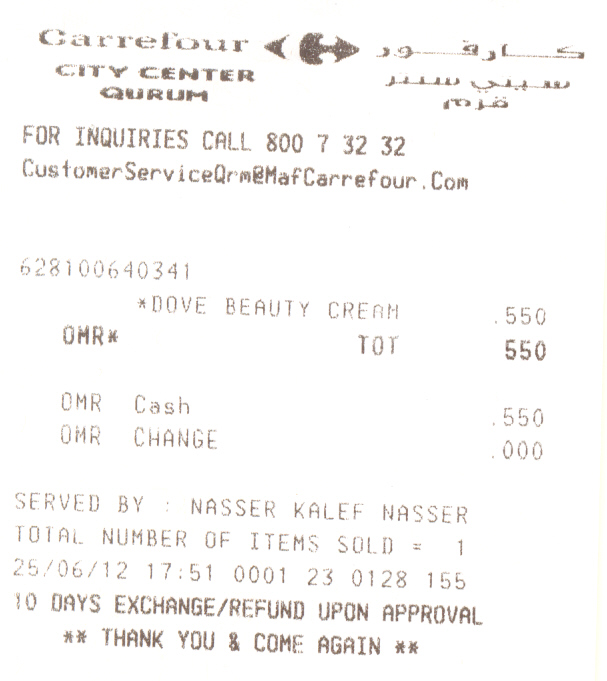 Carrefour كارفور
CITY CENTER سيتي سنتر
QURUM قرم
FOR INQUIRIES CALL 800 7 32 32
CustomerServiceQrm@MafCarrefour.Com
628100640341
*DOVE BEAUTY CREAM .550
OMR* TOT 550
OMR Cash .550
OMR CHANGE .000
SERVED BY : NASSER KALEF NASSER
TOTAL NUMBER OF ITEMS SOLD = 1
25/06/12 17:51 0001 23 0128 155
10 DAYS EXCHANGE/REFUND UPON APPROVAL
** THANK YOU & COME AGAIN **